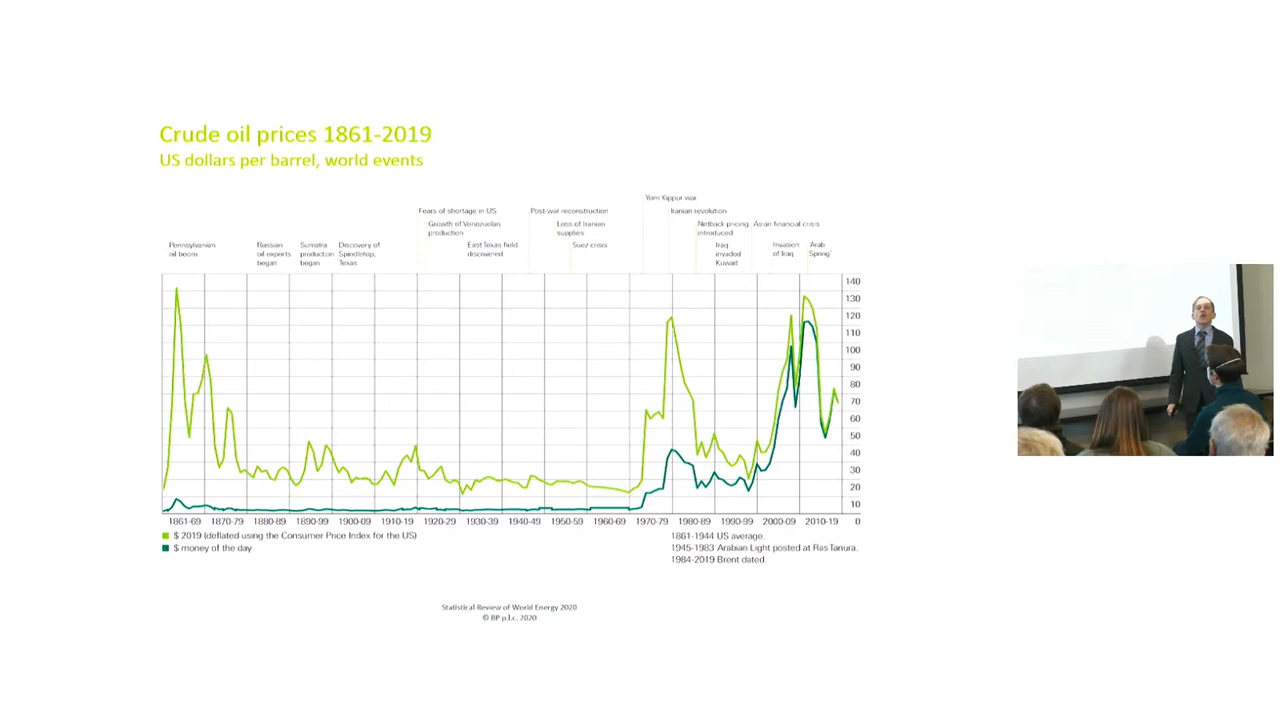 Crude oil prices 1861-2019
US dollars per barrel, world events
Yom Kippur war
Fears of shortage in US
Post-war reconstruction
Iranian revolution
Growth of Venezuelan
production
Loss of Iranian
supplies
Netback pricing
introduced
Asian financial crisis
Pennsylvanian
oil boom
Russian
oil exports
began
Sumatra
production
began
Discovery of
Spindletop,
Texas
East Texas field
discovered
Suez crisis
Iraq
invaded
Kuwait
Invasion
of Iraq
'Arab
Spring'
140
130
120
110
100
90
80
70
60
50
40
30
20
10
0
1861-69 1870-79 1880-89 1890-99 1900-09 1910-19 1920-29 1930-39 1940-49 1950-59 1960-69 1970-79 1980-89 1990-99 2000-09 2010-19
$ 2019 (deflated using the Consumer Price Index for the US)
$ money of the day
1861-1944 US average.
1945-1983 Arabian Light posted at Ras Tanura.
1984-2019 Brent dated.
Statistical Review of World Energy 2020
© BP p.l.c. 2020